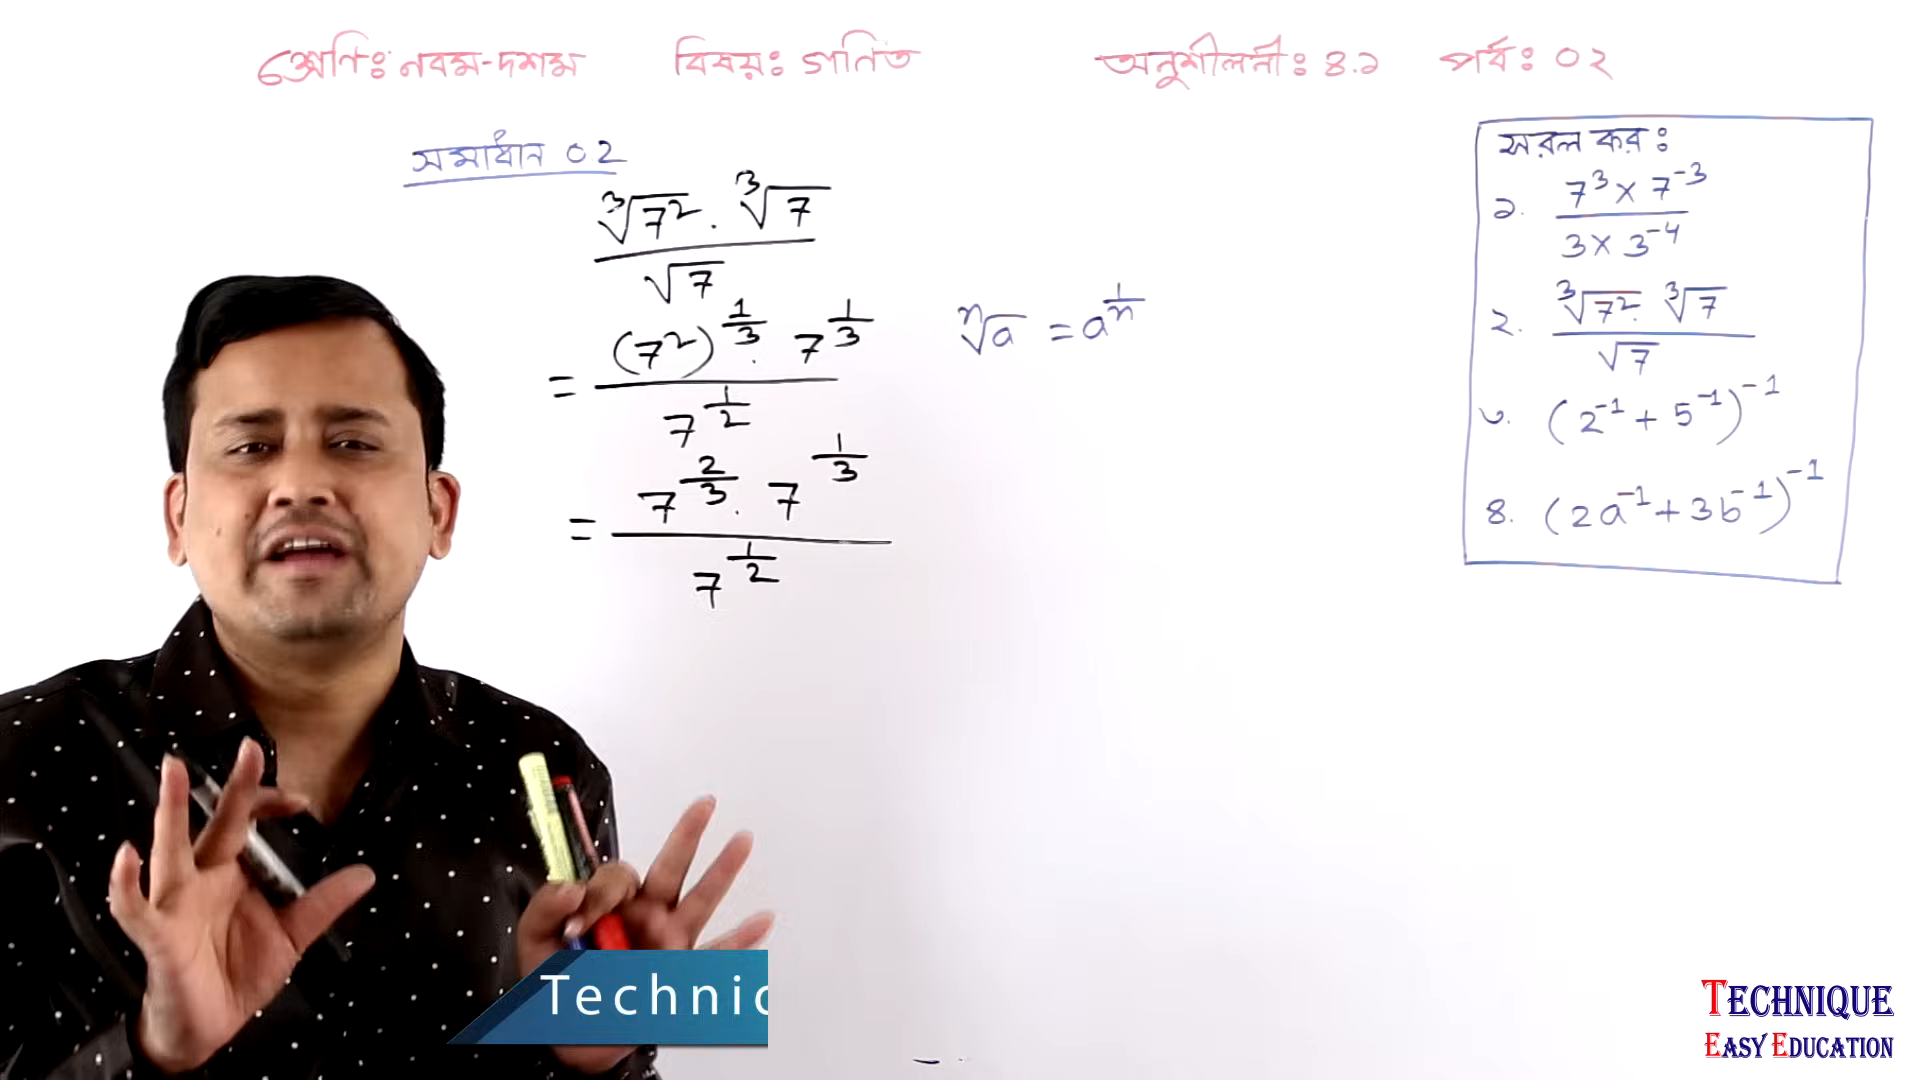 শ্রেণিঃ নবম-দশম বিষয়ঃ গনিত অনুশীলনীঃ ৪.১ পর্বঃ ০২
সমাধান ০২
∛7² · ∛7 / √7
= (7²)^(1/3) · 7^(1/3) / 7^(1/2)
ⁿ√a = a^(1/n)
= 7^(2/3) · 7^(1/3) / 7^(1/2)
সরল করঃ
১. 7³ × 7⁻³ / 3 × 3⁻⁴
২. ∛7² · ∛7 / √7
৩. (2⁻¹ + 5⁻¹)⁻¹
৪. (2a⁻¹ + 3b⁻¹)⁻¹
Technic
TECHNIQUE
EASY EDUCATION